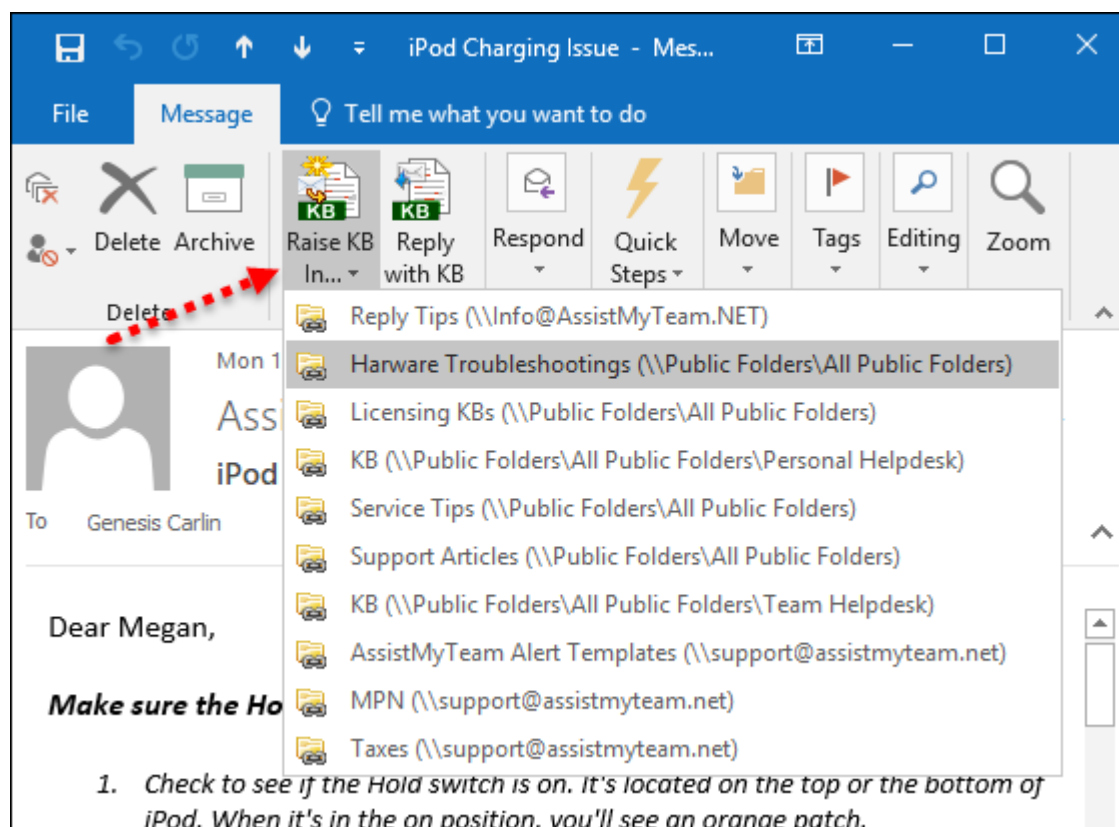 iPod Charging Issue - Mes...
File Message Tell me what you want to do
KB KB
Delete Archive Raise KB Reply Respond Quick Move Tags Editing Zoom
In... with KB Steps
Delete
Reply Tips (\\Info@AssistMyTeam.NET)
Mon 1
Harware Troubleshootings (\\Public Folders\All Public Folders)
Ass
Licensing KBs (\\Public Folders\All Public Folders)
iPod
KB (\\Public Folders\All Public Folders\Personal Helpdesk)
To Genesis Carlin
Service Tips (\\Public Folders\All Public Folders)
Support Articles (\\Public Folders\All Public Folders)
KB (\\Public Folders\All Public Folders\Team Helpdesk)
AssistMyTeam Alert Templates (\\support@assistmyteam.net)
MPN (\\support@assistmyteam.net)
Taxes (\\support@assistmyteam.net)
Dear Megan,
Make sure the Ho
1. Check to see if the Hold switch is on. It's located on the top or the bottom of
iPod. When it's in the on position, you'll see an orange patch.